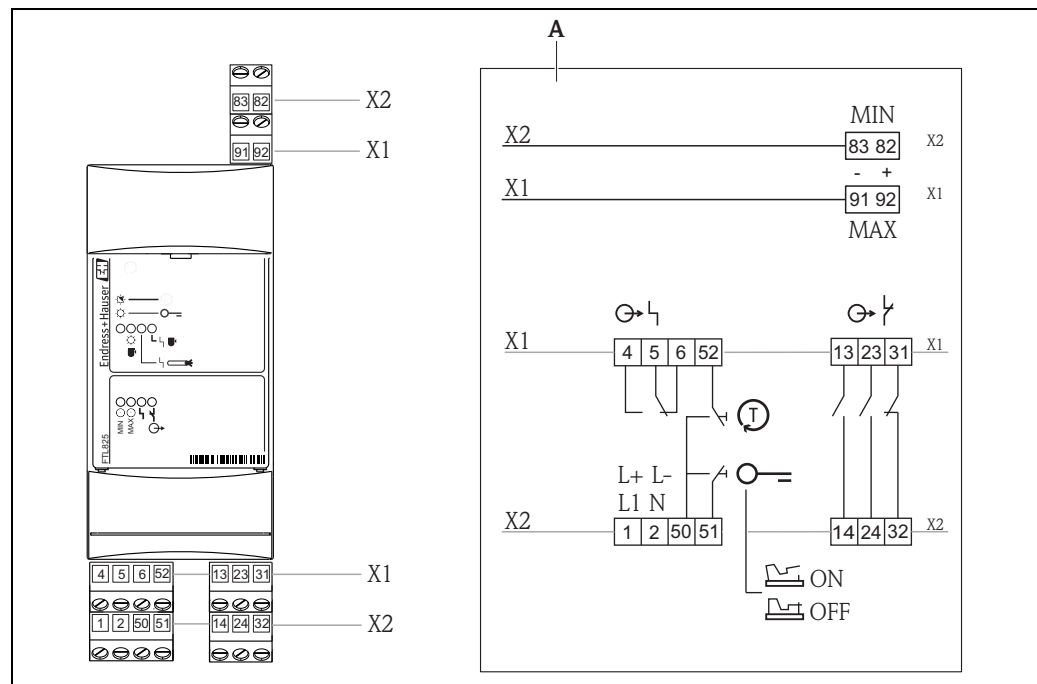 A
83 82 X2
91 92 X1
Endress+Hauser EH
MIN
MAX
FTL825
4 5 6 52 13 23 31 X1
1 2 50 51 14 24 32 X2
MIN
X2 83 82 X2
- +
X1 91 92 X1
MAX
X1 4 5 6 52 13 23 31 X1
T
L+ L-
L1 N
X2 1 2 50 51 14 24 32 X2
ON
OFF